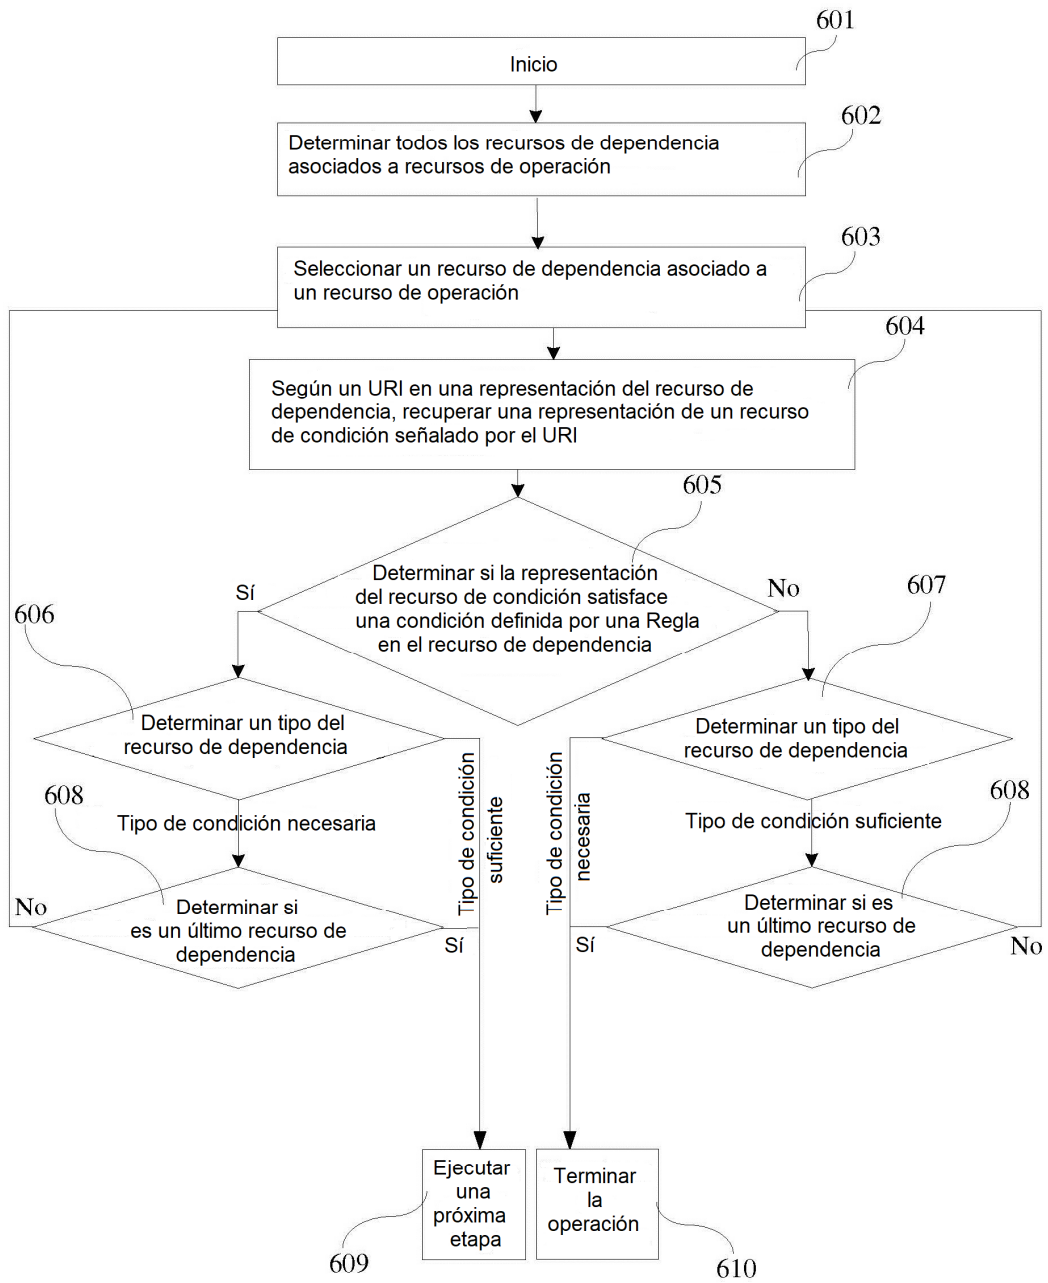 601
Inicio
602
Determinar todos los recursos de dependencia
asociados a recursos de operación
603
Seleccionar un recurso de dependencia asociado a
un recurso de operación
604
Según un URI en una representación del recurso de
dependencia, recuperar una representación de un recurso
de condición señalado por el URI
605
Determinar si la representación
del recurso de condición satisface
una condición definida por una Regla
en el recurso de dependencia
Sí
No
606
607
Determinar un tipo del
recurso de dependencia
Determinar un tipo del
recurso de dependencia
Tipo de condición necesaria
Tipo de condición
suficiente
Tipo de condición
necesaria
Tipo de condición suficiente
608
608
Determinar si
es un último recurso de
dependencia
Determinar si es
un último recurso de
dependencia
No
Sí
Sí
No
Ejecutar
una
próxima
etapa
Terminar
la
operación
609
610